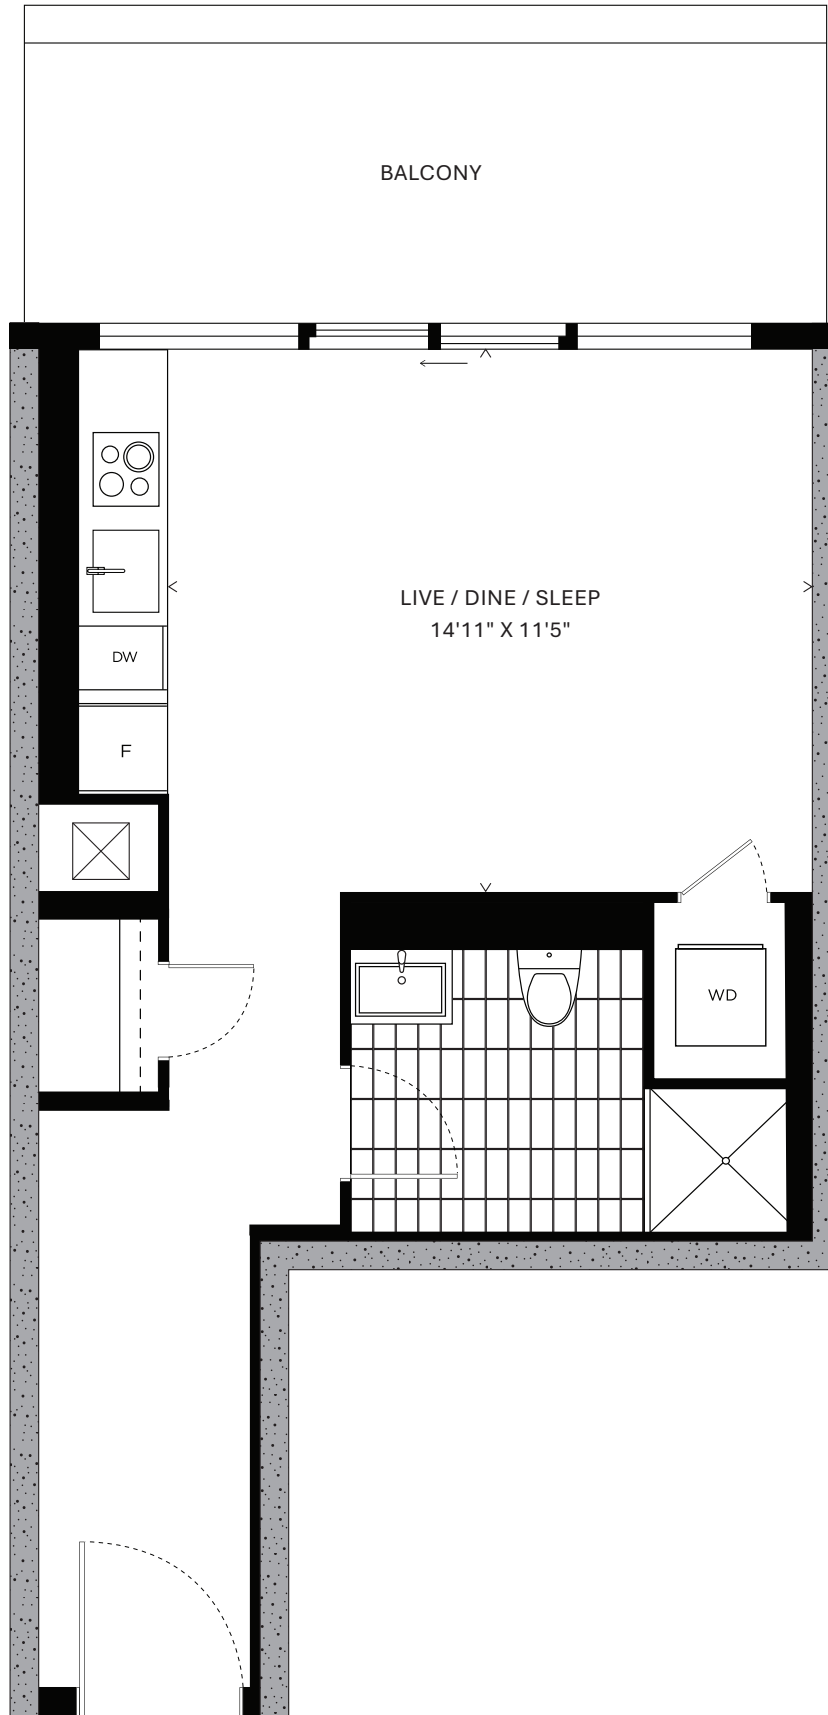 BALCONY
LIVE / DINE / SLEEP
14'11" X 11'5"
DW
F
WD